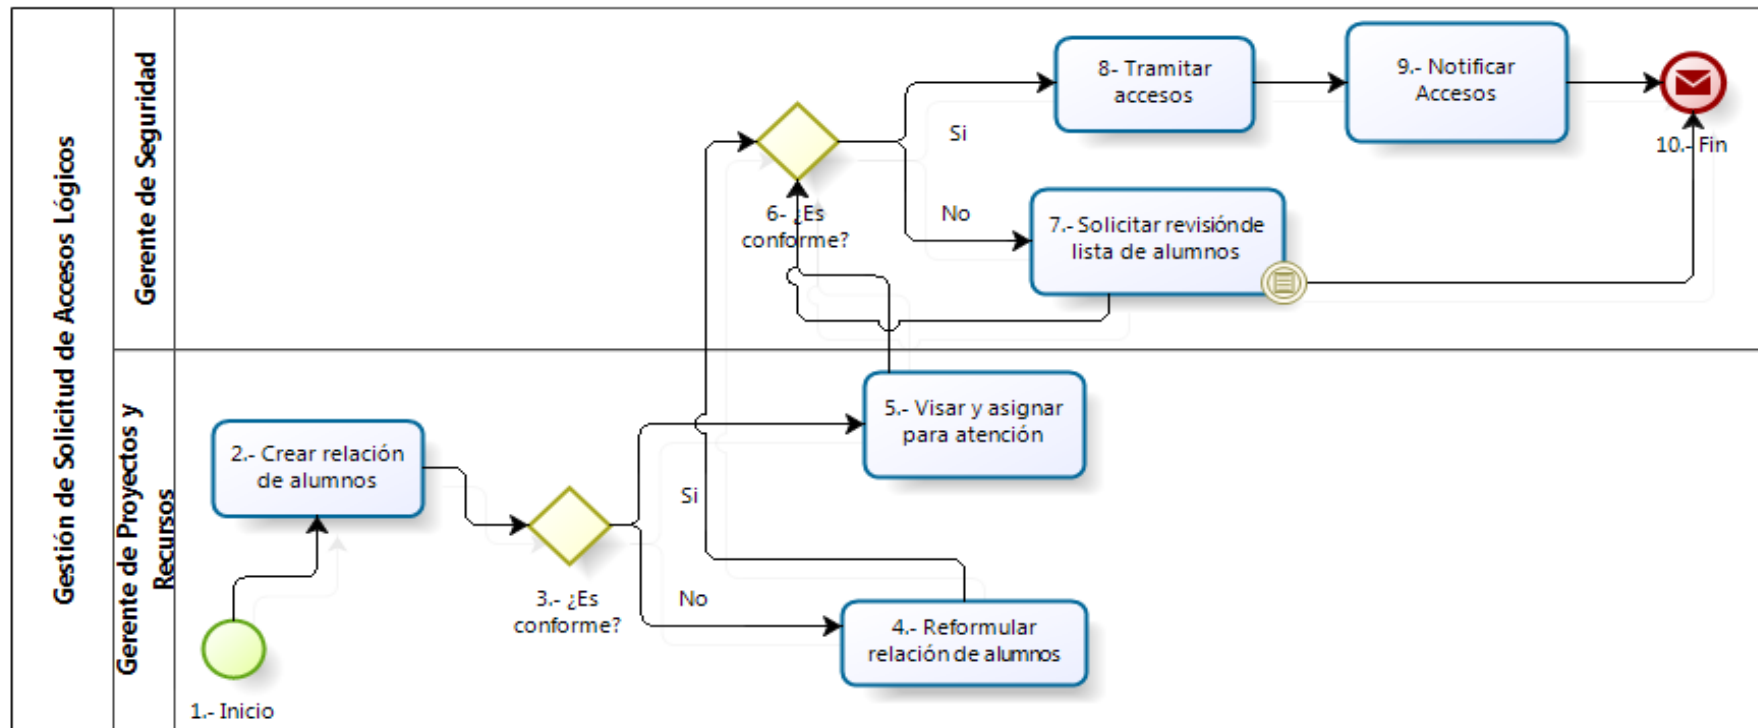 Gestión de Solicitud de Accesos Lógicos
Gerente de Seguridad
8- Tramitar
accesos
9.- Notificar
Accesos
10.- Fin
Si
No
6- ¿Es
conforme?
7.- Solicitar revisiónde
lista de alumnos
Gerente de Proyectos y
Recursos
2.- Crear relación
de alumnos
5.- Visar y asignar
para atención
Si
No
3.- ¿Es
conforme?
4.- Reformular
relación de alumnos
1.- Inicio